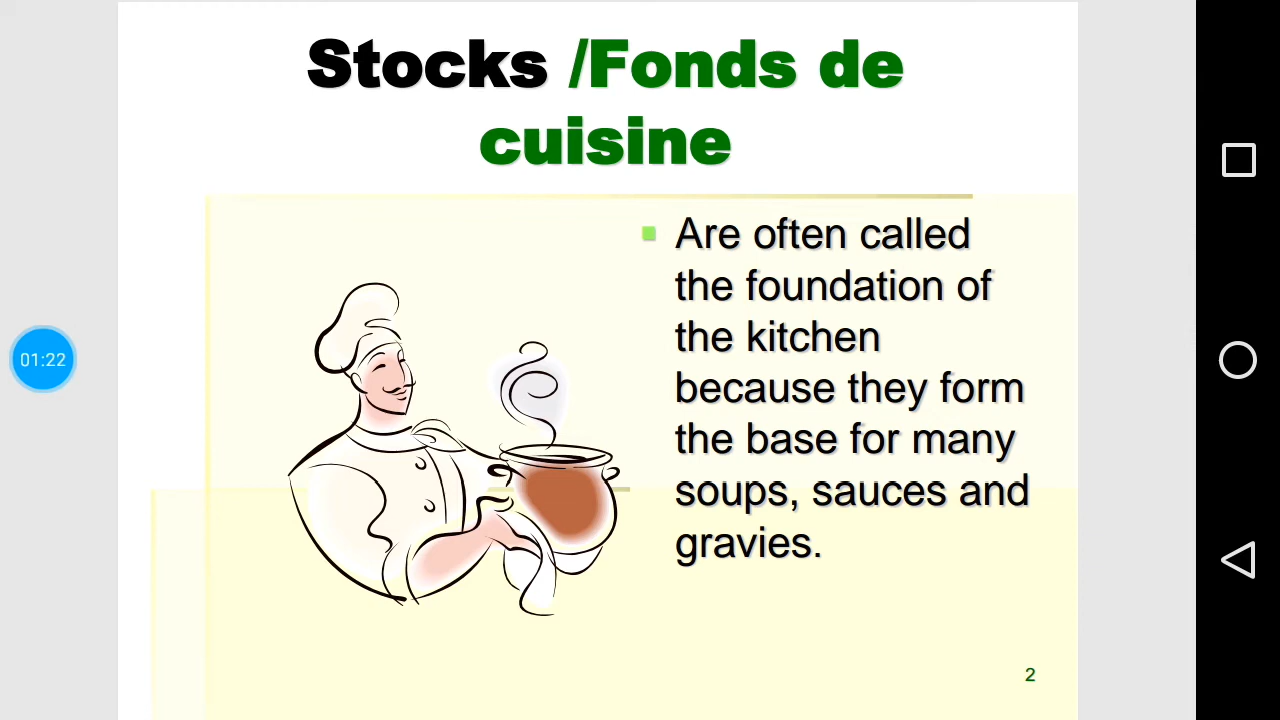 Stocks /Fonds de
cuisine
Are often called
the foundation of
the kitchen
because they form
the base for many
soups, sauces and
gravies.
01:22
2